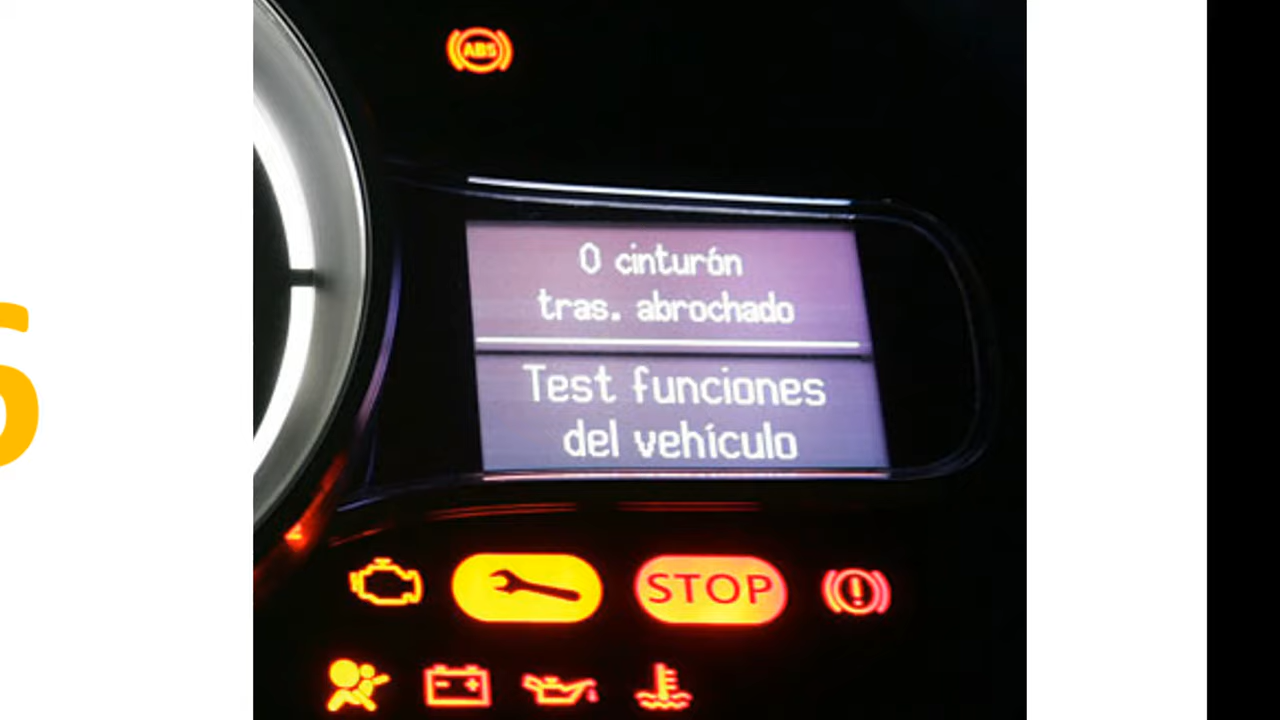 ABS
0 cinturón
tras. abrochado
Test funciones
del vehículo
STOP